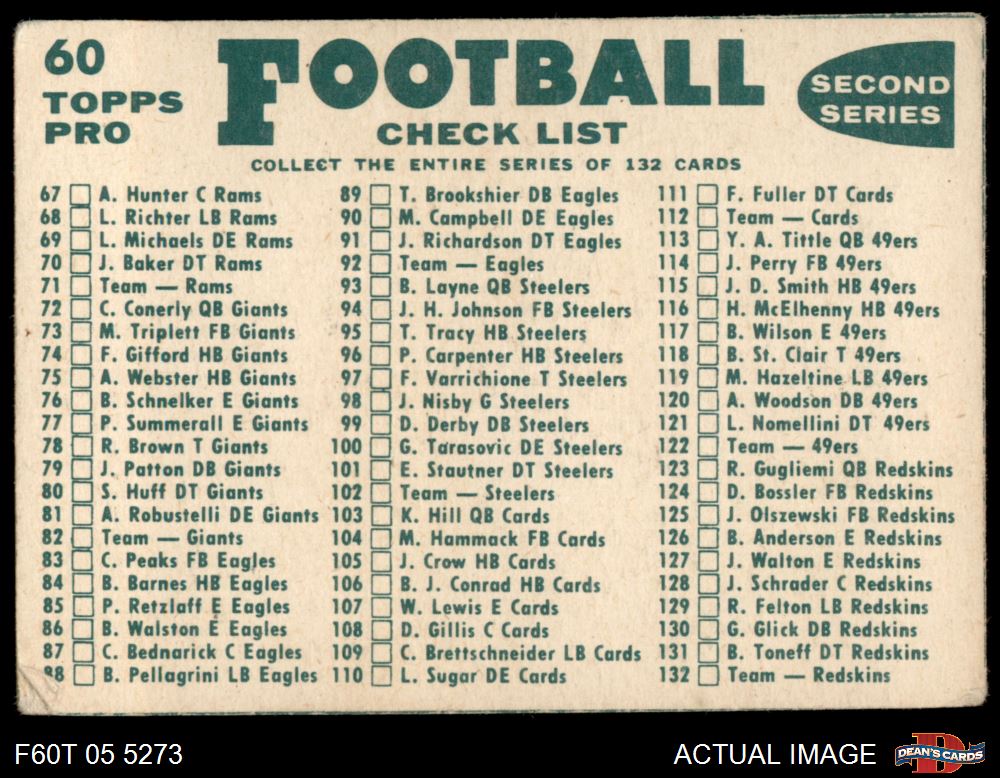 60
TOPPS
PRO
FOOTBALL
CHECK LIST
SECOND
SERIES
COLLECT THE ENTIRE SERIES OF 132 CARDS
67 A. Hunter C Rams
68 L. Richter LB Rams
69 L. Michaels DE Rams
70 J. Baker DT Rams
71 Team — Rams
72 C. Conerly QB Giants
73 M. Triplett FB Giants
74 F. Gifford HB Giants
75 A. Webster HB Giants
76 B. Schnelker E Giants
77 P. Summerall E Giants
78 R. Brown T Giants
79 J. Patton DB Giants
80 S. Huff DT Giants
81 A. Robustelli DE Giants
82 Team — Giants
83 C. Peaks FB Eagles
84 B. Barnes HB Eagles
85 P. Retzlaff E Eagles
86 B. Walston E Eagles
87 C. Bednarick C Eagles
88 B. Pellagrini LB Eagles
89 T. Brookshier DB Eagles
90 M. Campbell DE Eagles
91 J. Richardson DT Eagles
92 Team — Eagles
93 B. Layne QB Steelers
94 J. H. Johnson FB Steelers
95 T. Tracy HB Steelers
96 P. Carpenter HB Steelers
97 F. Varrichione T Steelers
98 J. Nisby G Steelers
99 D. Derby DB Steelers
100 G. Tarasovic DE Steelers
101 E. Stautner DT Steelers
102 Team — Steelers
103 K. Hill QB Cards
104 M. Hammack FB Cards
105 J. Crow HB Cards
106 B. J. Conrad HB Cards
107 W. Lewis E Cards
108 D. Gillis C Cards
109 C. Brettschneider LB Cards
110 L. Sugar DE Cards
111 F. Fuller DT Cards
112 Team — Cards
113 Y. A. Tittle QB 49ers
114 J. Perry FB 49ers
115 J. D. Smith HB 49ers
116 H. McElhenny HB 49ers
117 B. Wilson E 49ers
118 B. St. Clair T 49ers
119 M. Hazeltine LB 49ers
120 A. Woodson DB 49ers
121 L. Nomellini DT 49ers
122 Team — 49ers
123 R. Gugliemi QB Redskins
124 D. Bossler FB Redskins
125 J. Olszewski FB Redskins
126 B. Anderson E Redskins
127 J. Walton E Redskins
128 J. Schrader C Redskins
129 R. Felton LB Redskins
130 G. Glick DB Redskins
131 B. Toneff DT Redskins
132 Team — Redskins
F60T 05 5273
ACTUAL IMAGE
DEAN'S CARDS